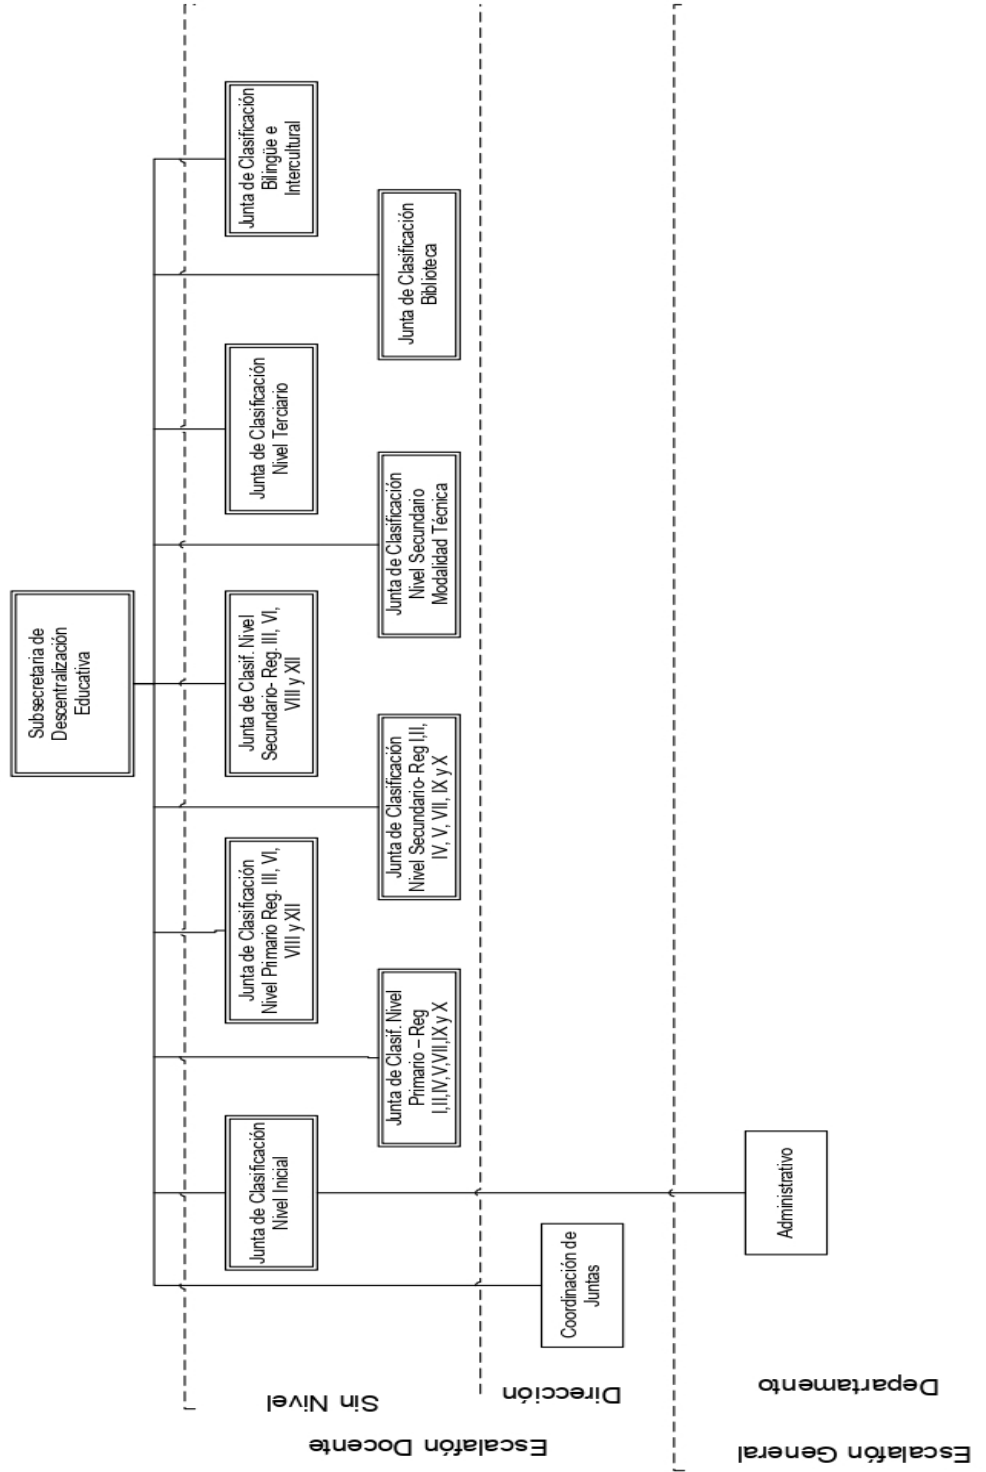 Subsecretaria de
Descentralización
Educativa
Junta de Clasificación
Nivel Inicial
Junta de Clasificación
Nivel Primario Reg. III, VI,
VIII y XII
Junta de Clasif. Nivel
Secundario- Reg. III, VI,
VIII y XII
Junta de Clasificación
Nivel Terciario
Junta de Clasificación
Bilingüe e
Intercultural
Junta de Clasif. Nivel
Primario – Reg
I,II,IV,V,VII,IX y X
Junta de Clasificación
Nivel Secundario- Reg I,II,
IV, V, VII, IX y X
Junta de Clasificación
Nivel Secundario
Modalidad Técnica
Junta de Clasificación
Biblioteca
Coordinación de
Juntas
Administrativo
Sin Nivel
Escalafón Docente
Dirección
Departamento
Escalafón General